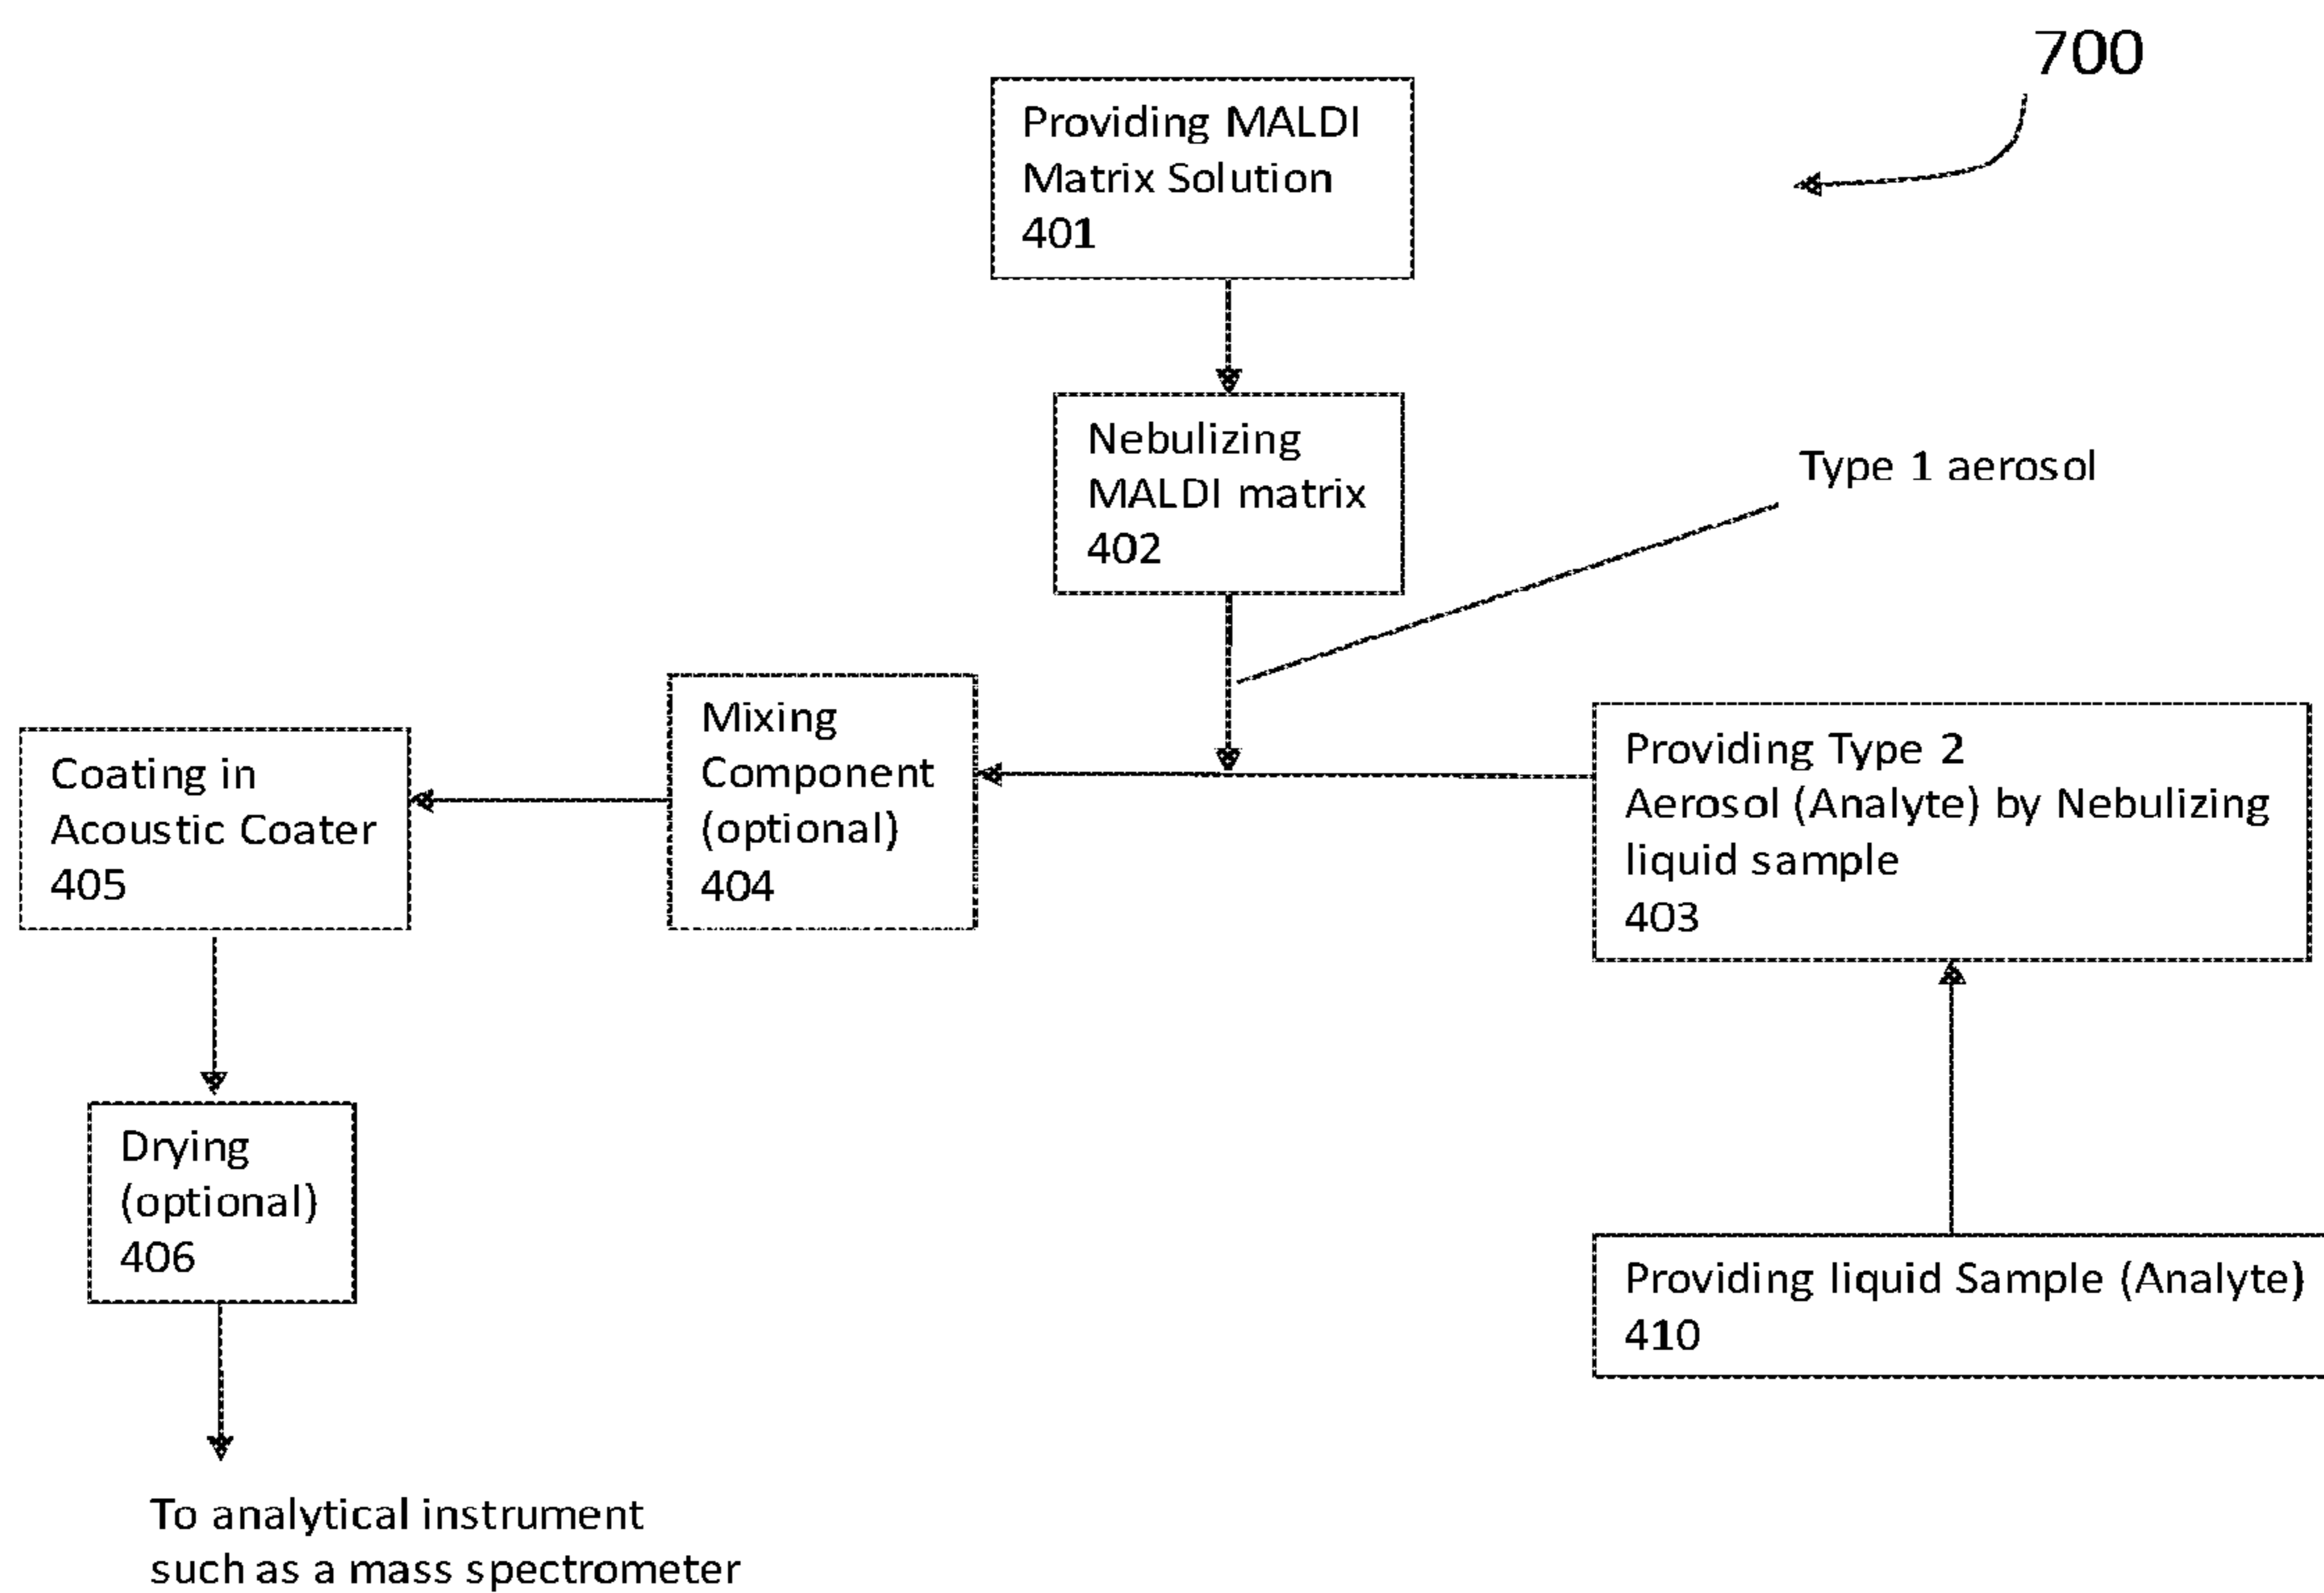 700
Providing MALDI
Matrix Solution
401
Nebulizing
MALDI matrix
402
Type 1 aerosol
Coating in
Acoustic Coater
405
Mixing
Component
(optional)
404
Providing Type 2
Aerosol (Analyte) by Nebulizing
liquid sample
403
Drying
(optional)
406
Providing liquid Sample (Analyte)
410
To analytical instrument
such as a mass spectrometer